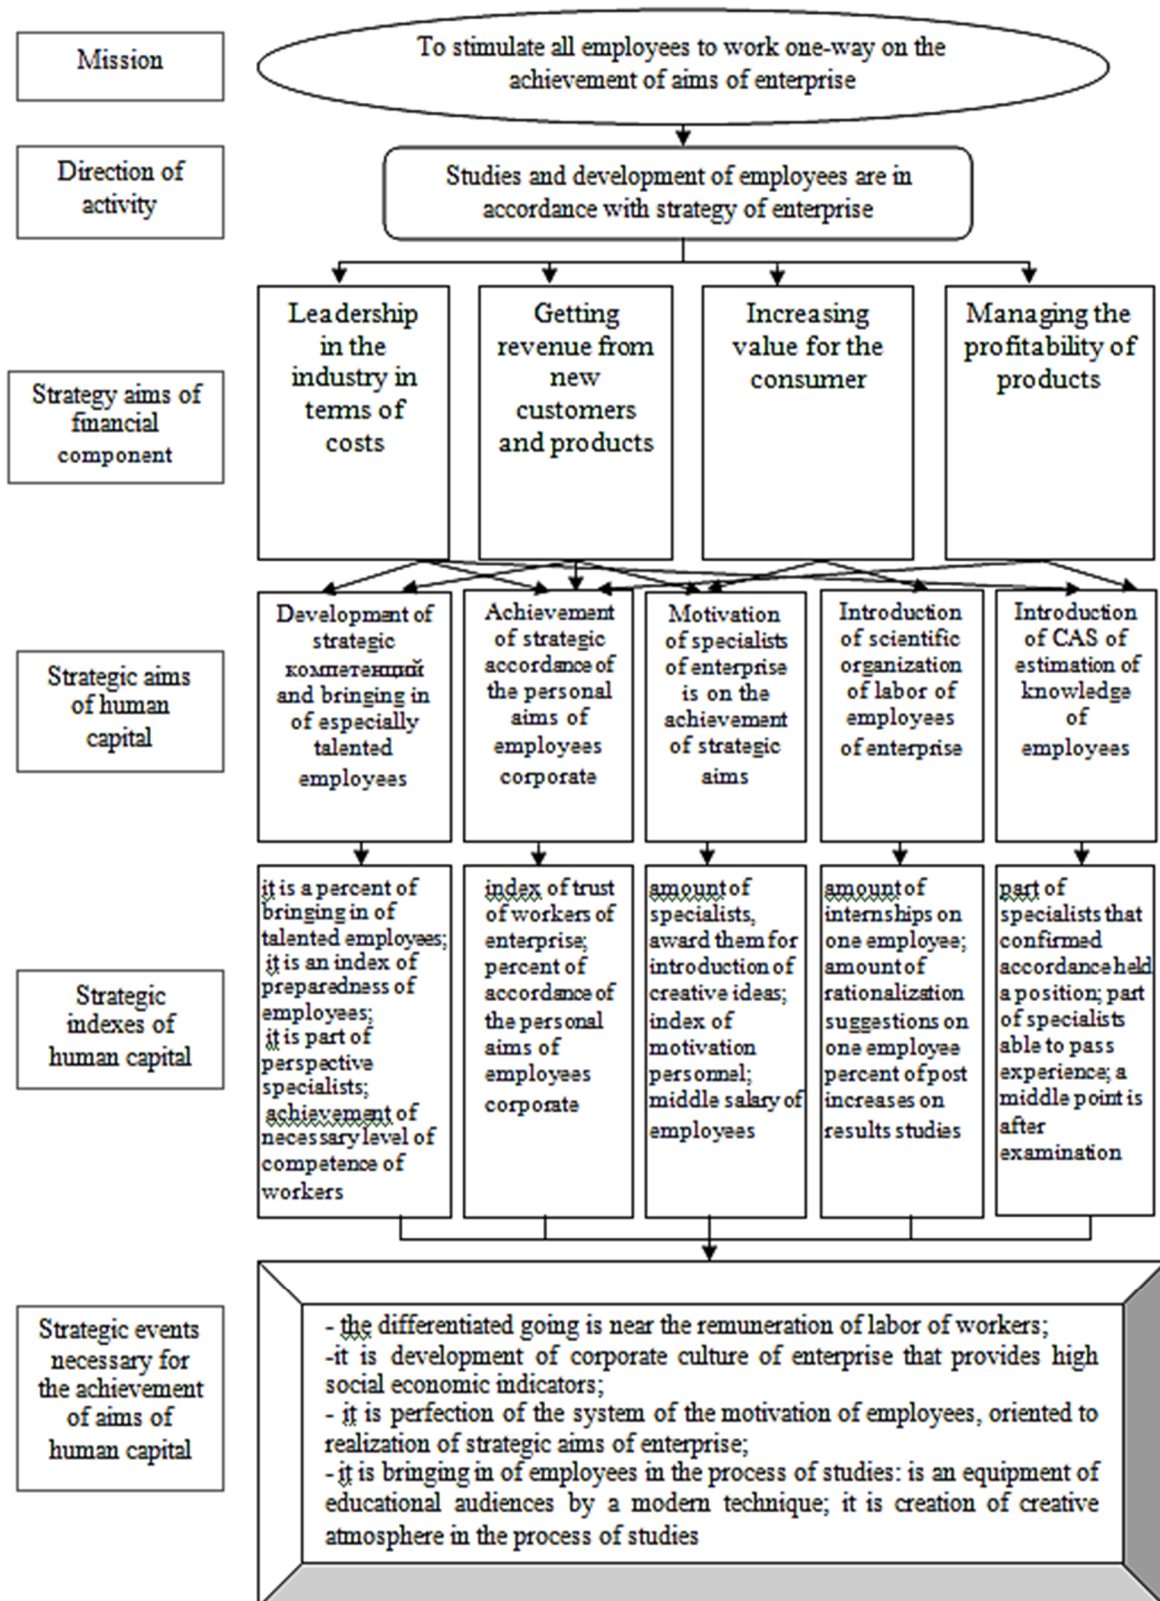 Mission
To stimulate all employees to work one-way on the
achievement of aims of enterprise
Direction of
activity
Studies and development of employees are in
accordance with strategy of enterprise
Strategy aims of
financial
component
Leadership
in the
industry in
terms of
costs
Getting
revenue from
new
customers
and products
Increasing
value for the
consumer
Managing the
profitability of
products
Strategic aims
of human
capital
Development of
strategic
компетенций
and bringing in
of especially
talented
employees
Achievement
of strategic
accordance of
the personal
aims of
employees
corporate
Motivation
of specialists
of enterprise
is on the
achievement
of strategic
aims
Introduction
of scientific
organization
of labor of
employees
of enterprise
Introduction
of CAS of
estimation of
knowledge
of
employees
Strategic
indexes of
human capital
it is a percent of
bringing in of
talented employees;
it is an index of
preparedness of
employees;
it is part of
perspective
specialists;
achievement of
necessary level of
competence of
workers
index of trust
of workers of
enterprise;
percent of
accordance of
the personal
aims of
employees
corporate
amount of
specialists,
award them for
introduction of
creative ideas;
index of
motivation
personnel;
middle salary of
employees
amount of
internships on
one employee;
amount of
rationalization
suggestions on
one employee
percent of post
increases on
results studies
part of
specialists that
confirmed
accordance held
a position; part
of specialists
able to pass
experience; a
middle point is
after
examination
Strategic events
necessary for
the achievement
of aims of
human capital
- the differentiated going is near the remuneration of labor of workers;
-it is development of corporate culture of enterprise that provides high
social economic indicators;
- it is perfection of the system of the motivation of employees, oriented to
realization of strategic aims of enterprise;
- it is bringing in of employees in the process of studies: is an equipment of
educational audiences by a modern technique; it is creation of creative
atmosphere in the process of studies